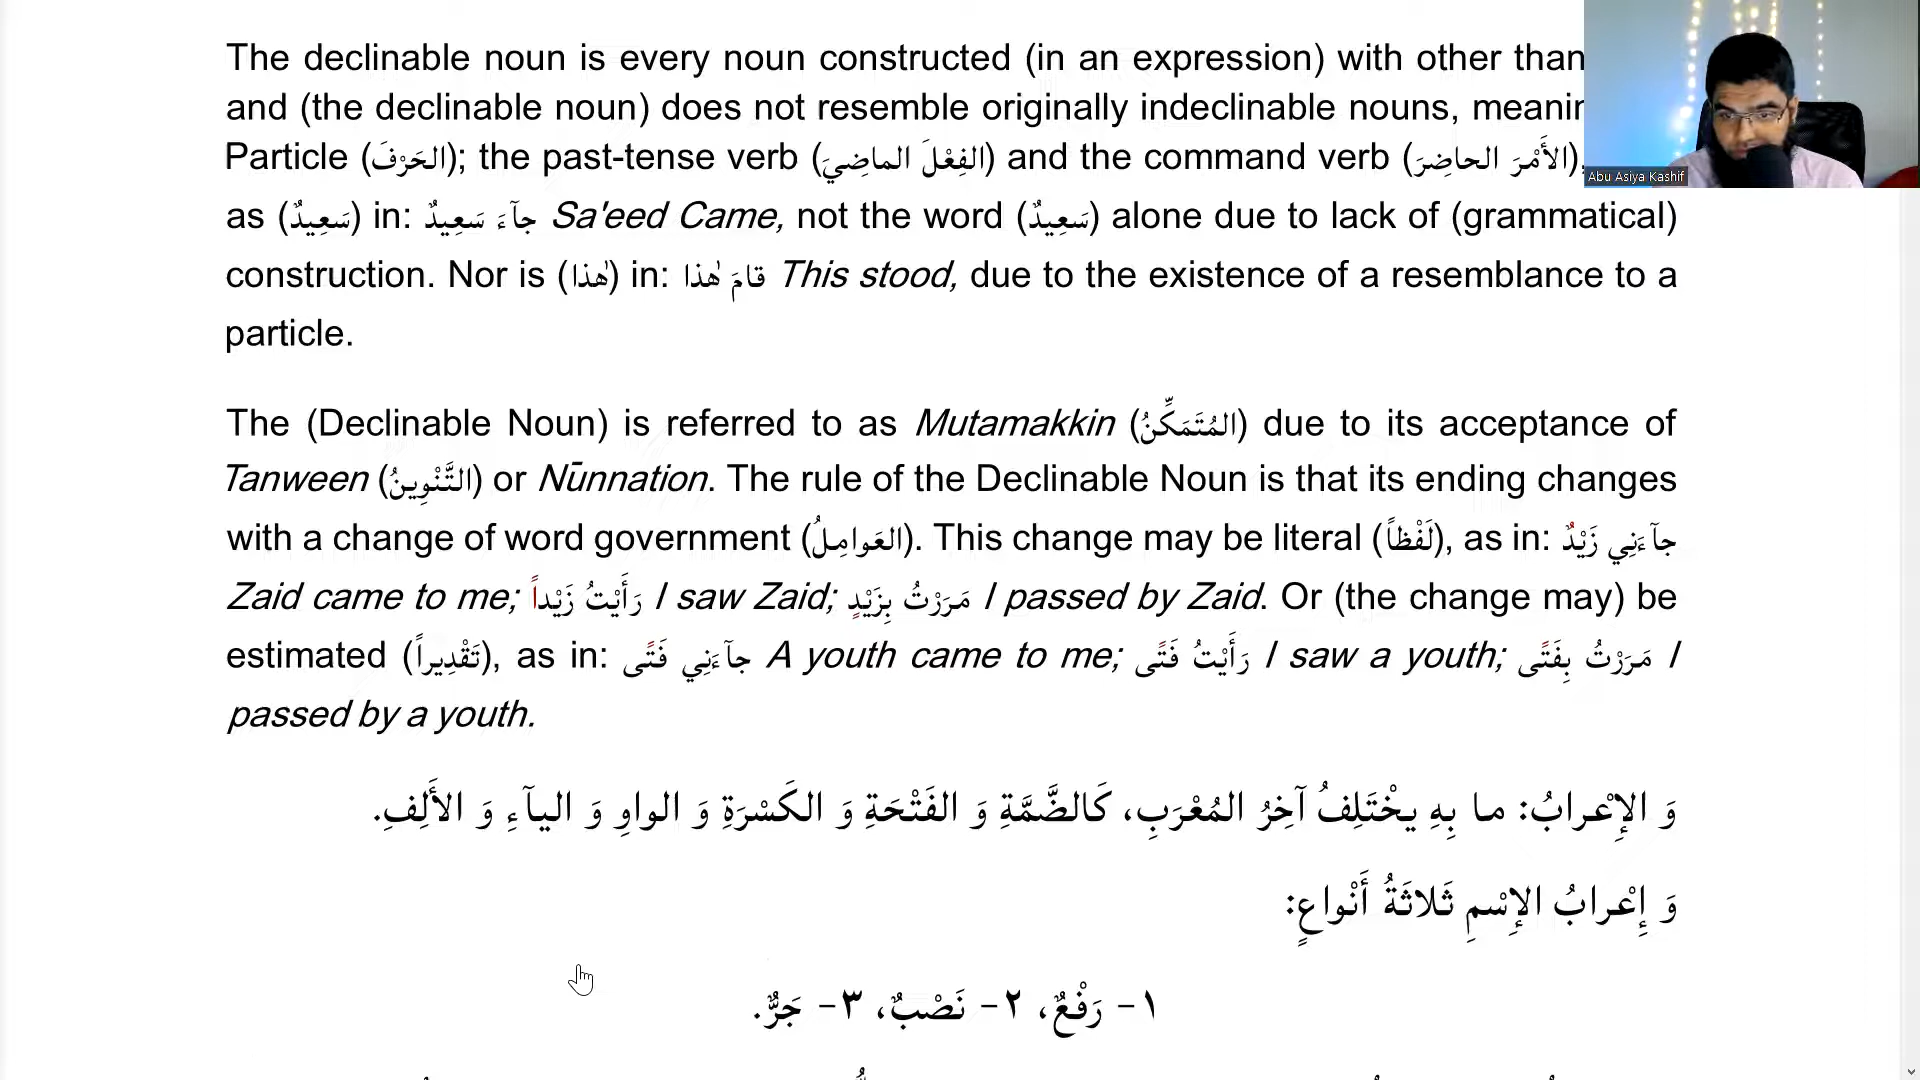 The declinable noun is every noun constructed (in an expression) with other than
and (the declinable noun) does not resemble originally indeclinable nouns, meanin
Particle (الحَرْفَ); the past-tense verb (الفِعْلَ الماضِيَ) and the command verb (الأَمْرَ الحاضِرَ),
Abu Asiya Kashif
as (سَعِيدٌ) in: جآءَ سَعِيدٌ Sa'eed Came, not the word (سَعِيدٌ) alone due to lack of (grammatical)
construction. Nor is (هٰذا) in: قامَ هٰذا This stood, due to the existence of a resemblance to a
particle.
The (Declinable Noun) is referred to as Mutamakkin (المُتَمَكِّنُ) due to its acceptance of
Tanween (التَّنْوِينُ) or Nūnnation. The rule of the Declinable Noun is that its ending changes
with a change of word government (العَوامِلُ). This change may be literal (لَفْظاً), as in: جآءَنِي زَيْدٌ
Zaid came to me; رَأَيْتُ زَيْداً I saw Zaid; مَرَرْتُ بِزَيْدٍ I passed by Zaid. Or (the change may) be
estimated (تَقْدِيراً), as in: جآءَنِي فَتًى A youth came to me; رَأَيْتُ فَتًى I saw a youth; مَرَرْتُ بِفَتًى I
passed by a youth.
وَ الإِعْرابُ: ما بِهِ يخْتَلِفُ آخِرُ المُعْرَبِ، كَالضَّمَّةِ وَ الفَتْحَةِ وَ الكَسْرَةِ وَ الواوِ وَ اليآءِ وَ الأَلِفِ.
وَ إِعْرابُ الإِسْمِ ثَلاثَةُ أَنْواعٍ:
١- رَفْعٌ، ٢- نَصْبٌ، ٣- جَرٌّ.